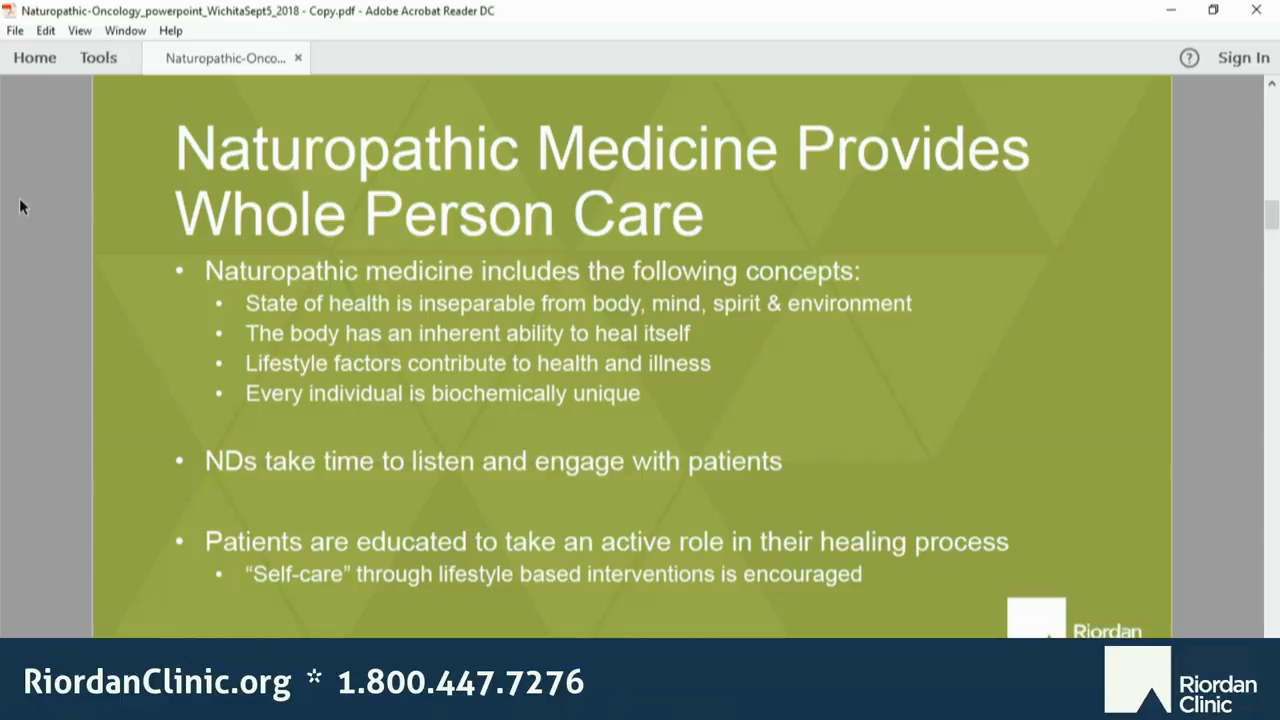 Naturopathic-Oncology_powerpoint_WichitaSept5_2018 - Copy.pdf - Adobe Acrobat Reader DC
File Edit View Window Help
Home Tools Naturopathic-Onco... × ? Sign In
Naturopathic Medicine Provides
Whole Person Care
• Naturopathic medicine includes the following concepts:
• State of health is inseparable from body, mind, spirit & environment
• The body has an inherent ability to heal itself
• Lifestyle factors contribute to health and illness
• Every individual is biochemically unique
• NDs take time to listen and engage with patients
• Patients are educated to take an active role in their healing process
• “Self-care” through lifestyle based interventions is encouraged
Riordan
RiordanClinic.org * 1.800.447.7276
Riordan
Clinic